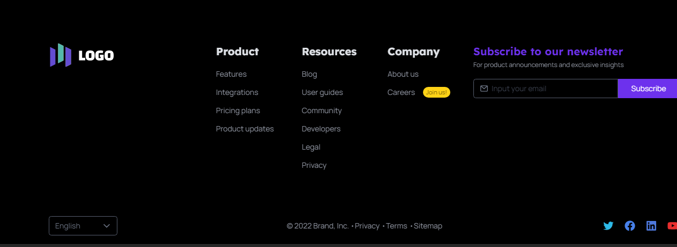 LOGO
Product
Features
Integrations
Pricing plans
Product updates
Resources
Blog
User guides
Community
Developers
Legal
Privacy
Company
About us
Careers Join us!
Subscribe to our newsletter
For product announcements and exclusive insights
Input your email Subscribe
English
© 2022 Brand, Inc. •Privacy •Terms •Sitemap